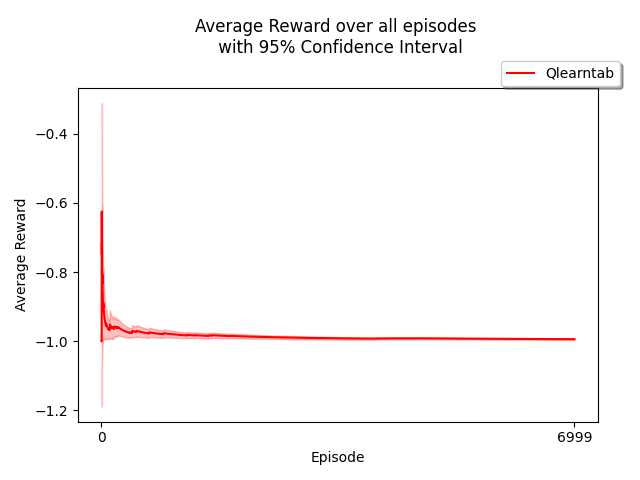 Average Reward over all episodes
with 95% Confidence Interval
Qlearntab
−0.4
−0.6
−0.8
−1.0
−1.2
Average Reward
0
6999
Episode